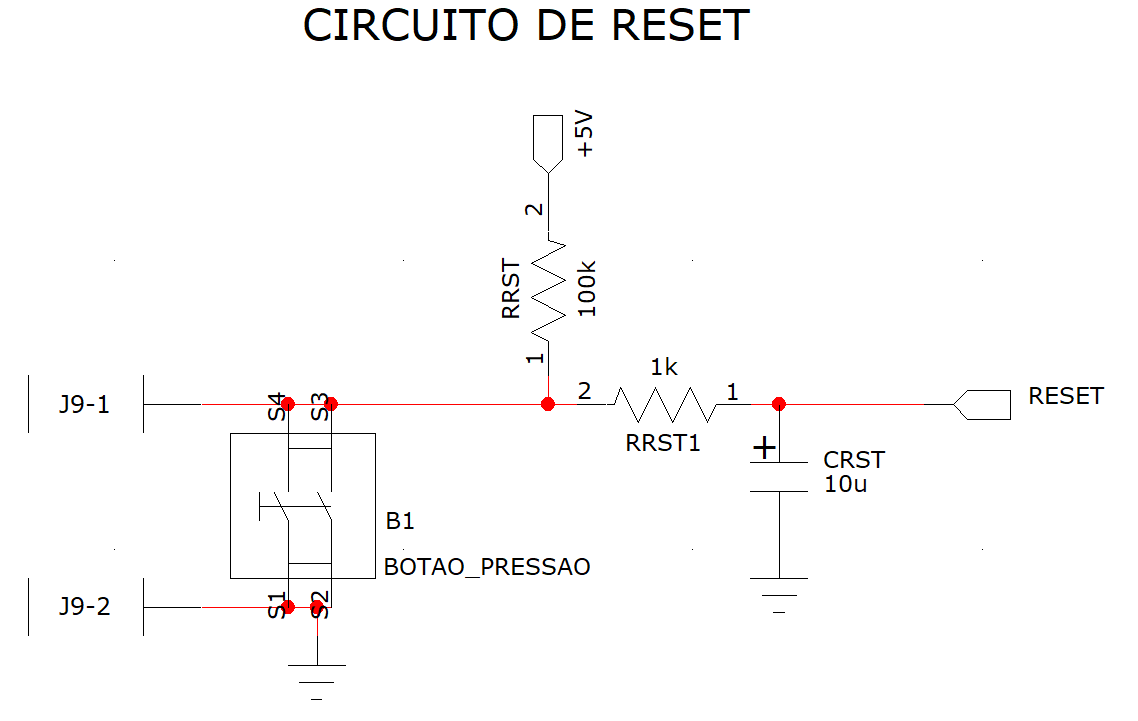 CIRCUITO DE RESET
+5V
2
RRST
100k
1
1k
J9-1
S4
S3
2
1
RESET
RRST1
+
CRST
10u
B1
BOTAO_PRESSAO
J9-2
S1
S2